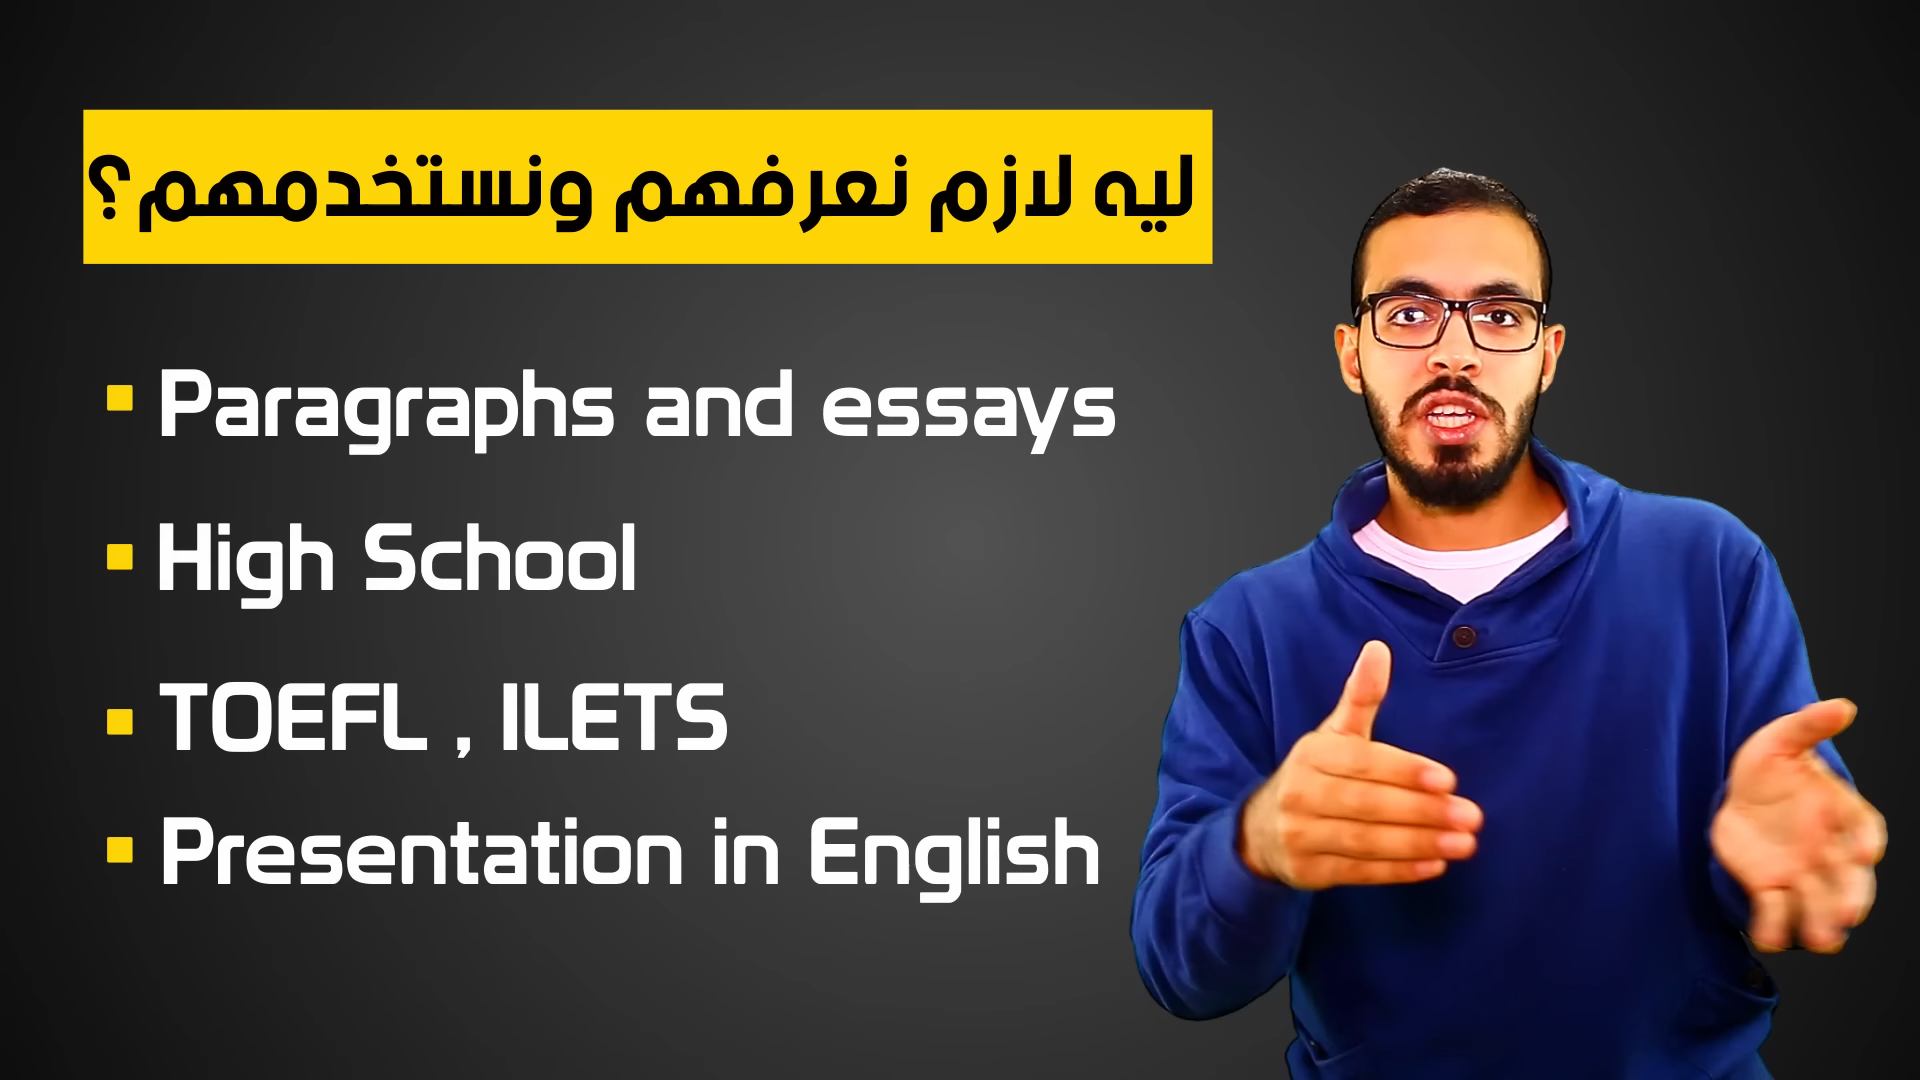 ليه لازم نعرفهم ونستخدمهم؟
Paragraphs and essays
High School
TOEFL , ILETS
Presentation in English